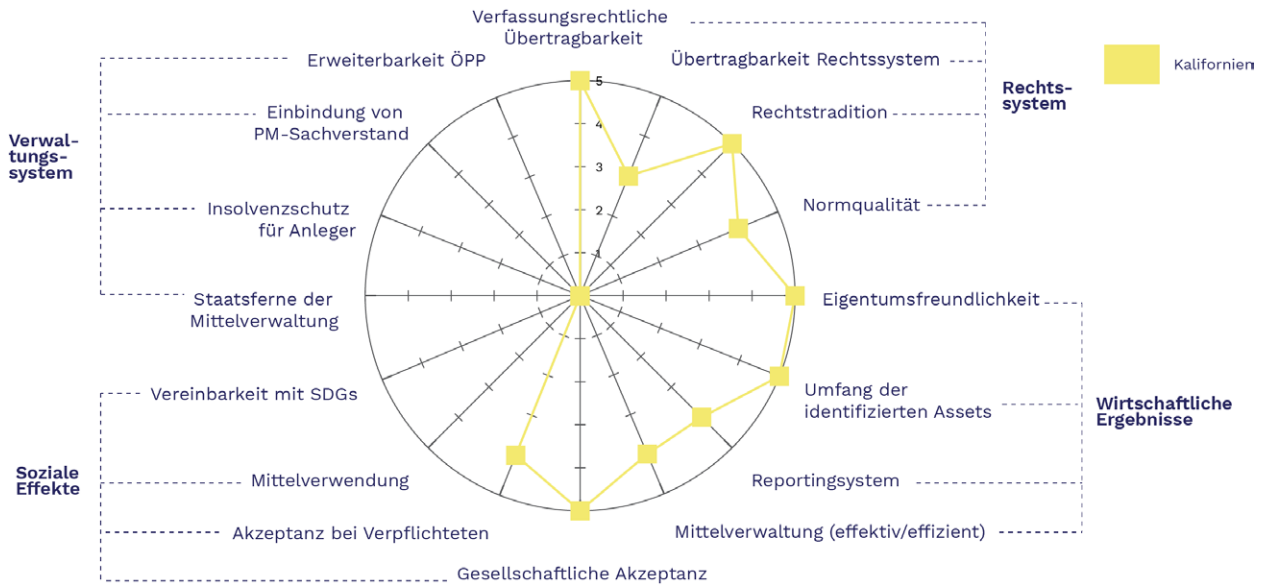 Verfassungsrechtliche
Übertragbarkeit
Erweiterbarkeit ÖPP
Übertragbarkeit Rechtssystem
Kalifornien
Rechts-
system
Einbindung von
PM-Sachverstand
Rechtstradition
Verwal-
tungs-
system
Insolvenzschutz
für Anleger
Normqualität
5
4
3
2
1
Staatsferne der
Mittelverwaltung
Eigentumsfreundlichkeit
Vereinbarkeit mit SDGs
Umfang der
identifizierten Assets
Wirtschaftliche
Ergebnisse
Soziale
Effekte
Mittelverwendung
Reportingsystem
Akzeptanz bei Verpflichteten
Mittelverwaltung (effektiv/effizient)
Gesellschaftliche Akzeptanz